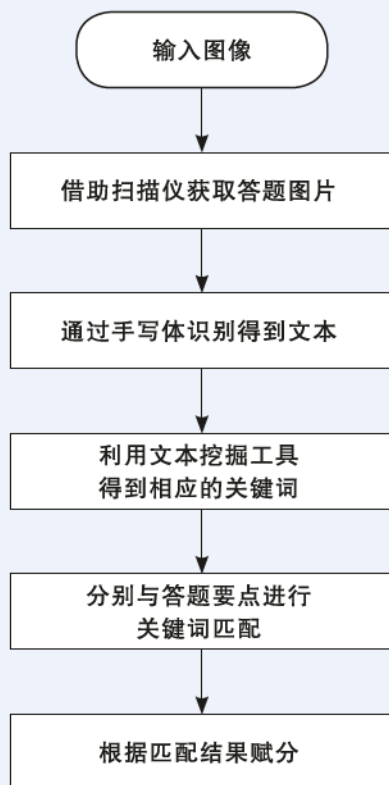 输入图像
借助扫描仪获取答题图片
通过手写体识别得到文本
利用文本挖掘工具
得到相应的关键词
分别与答题要点进行
关键词匹配
根据匹配结果赋分